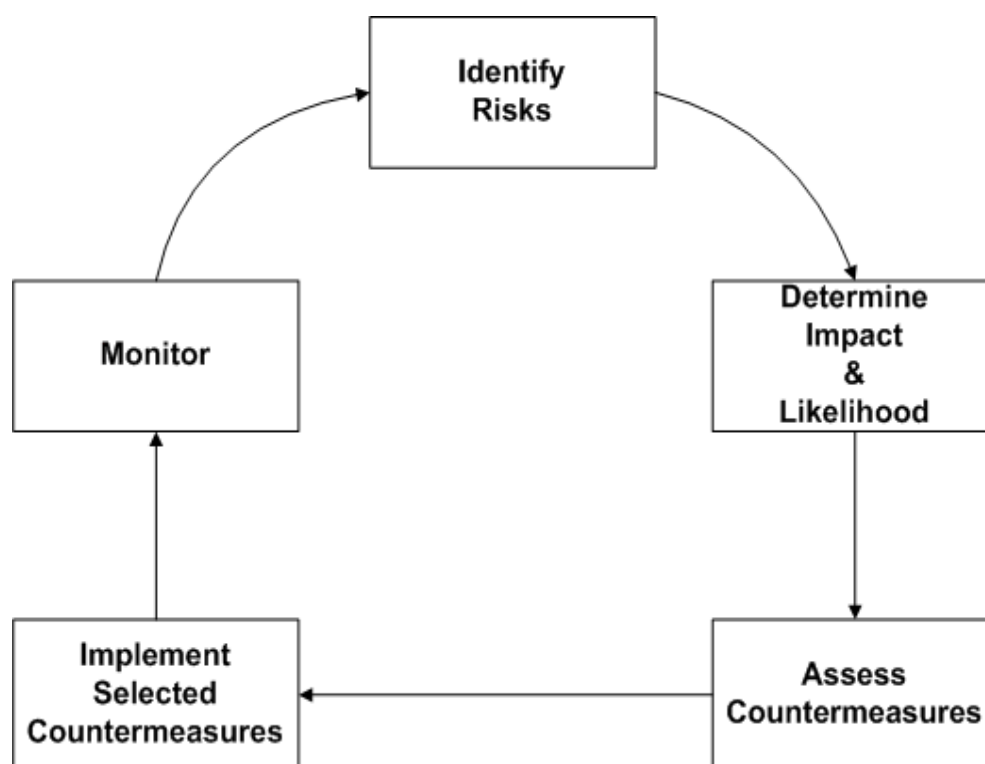 Identify
Risks
Determine
Impact
&
Likelihood
Monitor
Assess
Countermeasures
Implement
Selected
Countermeasures